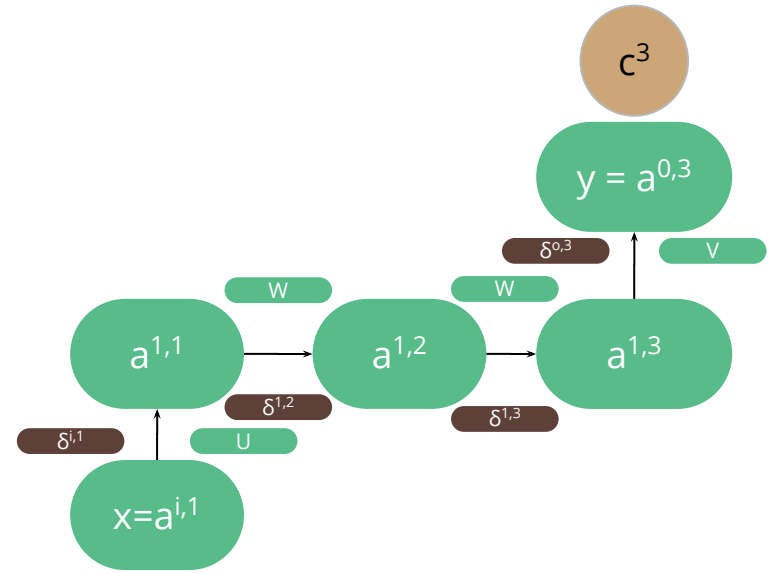 c³
y = a⁰,³
δᵒ,³
V
W
W
a¹,¹
a¹,²
a¹,³
δ¹,²
δ¹,³
δⁱ,¹
U
x=aⁱ,¹